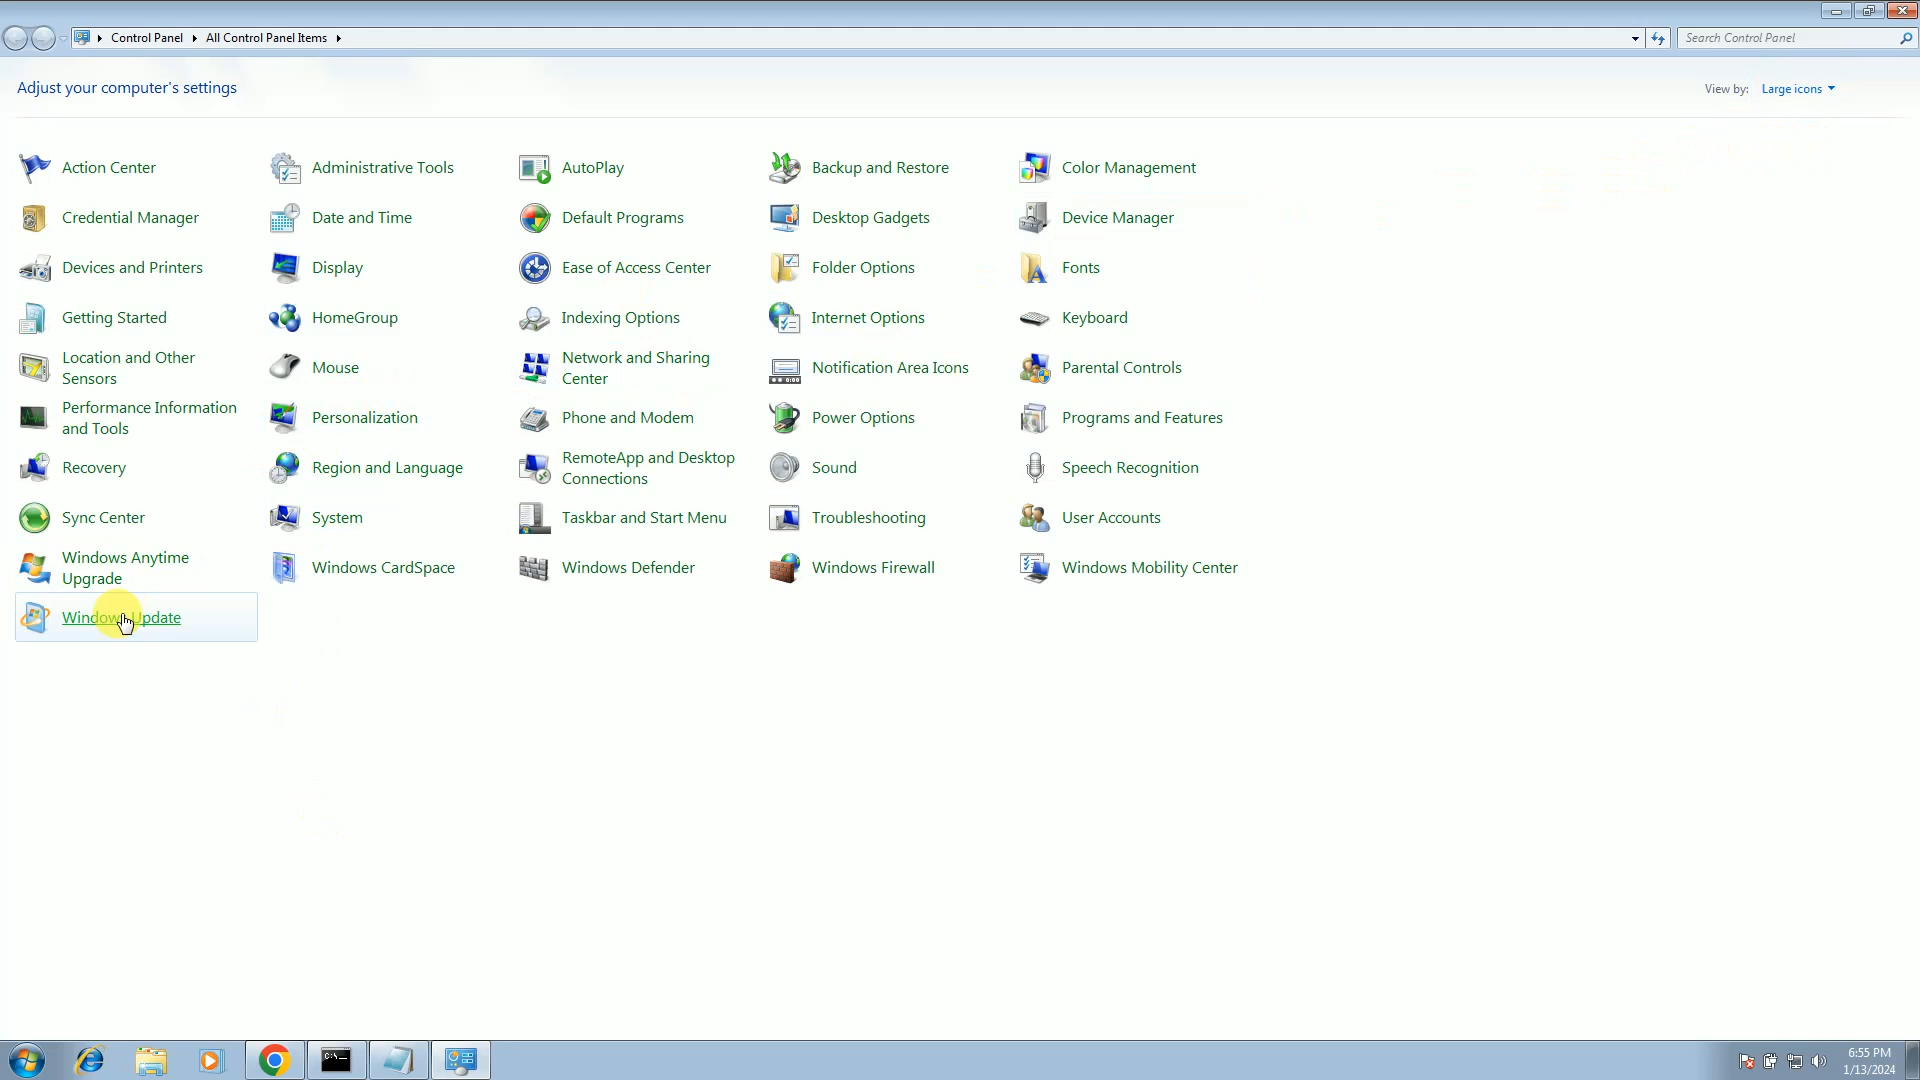 Control Panel
All Control Panel Items
Search Control Panel
Adjust your computer's settings
View by: Large icons
Action Center
Administrative Tools
AutoPlay
Backup and Restore
Color Management
Credential Manager
Date and Time
Default Programs
Desktop Gadgets
Device Manager
Devices and Printers
Display
Ease of Access Center
Folder Options
Fonts
Getting Started
HomeGroup
Indexing Options
Internet Options
Keyboard
Location and Other
Sensors
Mouse
Network and Sharing
Center
Notification Area Icons
Parental Controls
Performance Information
and Tools
Personalization
Phone and Modem
Power Options
Programs and Features
Recovery
Region and Language
RemoteApp and Desktop
Connections
Sound
Speech Recognition
Sync Center
System
Taskbar and Start Menu
Troubleshooting
User Accounts
Windows Anytime
Upgrade
Windows CardSpace
Windows Defender
Windows Firewall
Windows Mobility Center
Windows Update
C:\_
6:55 PM
1/13/2024